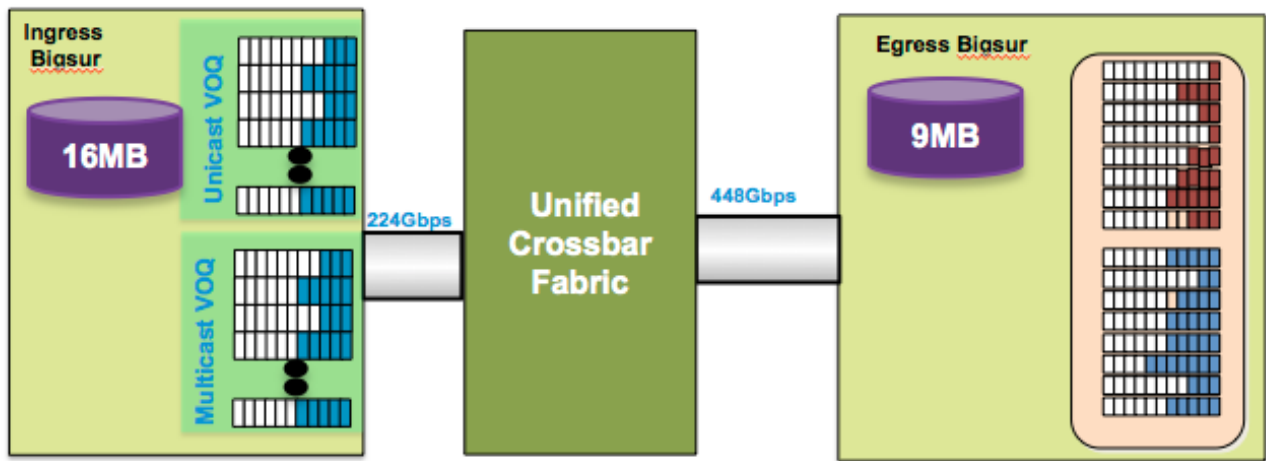 Ingress
Bigsur
16MB
Unicast VOQ
Multicast VOQ
224Gbps
Unified
Crossbar
Fabric
448Gbps
Egress Bigsur
9MB